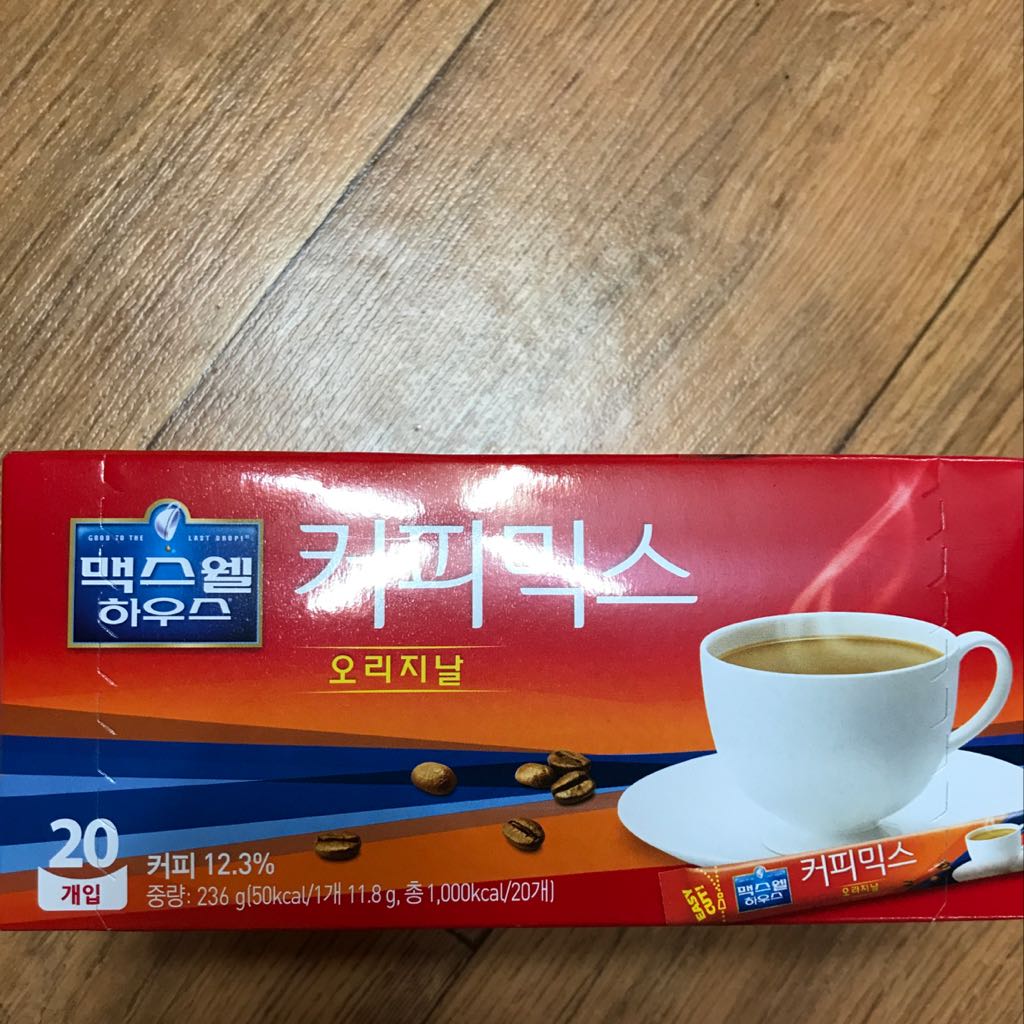 GOOD TO THE LAST DROP!
맥스웰
하우스
커피믹스
오리지날
20
개입
커피 12.3%
중량: 236 g(50kcal/1개 11.8 g, 총 1,000kcal/20개)
EASY CUT!
맥스웰
하우스
커피믹스
오리지날